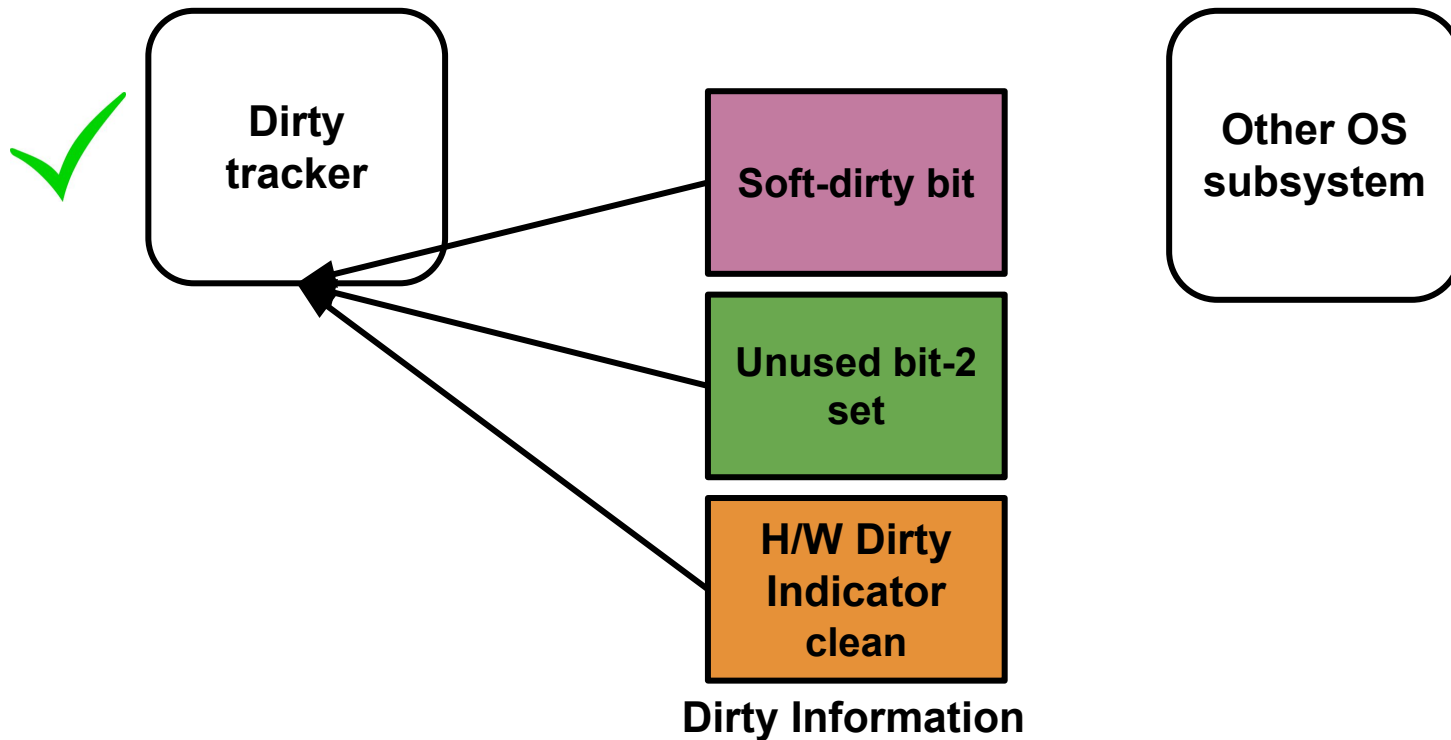 Dirty
tracker
Soft-dirty bit
Other OS
subsystem
Unused bit-2
set
H/W Dirty
Indicator
clean
Dirty Information